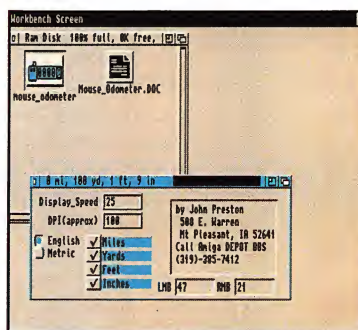 Workbench Screen
Ram Disk 100% full, 0K free,
mouse_odometer
Mouse_Odometer.DOC
0 mi, 100 yd, 1 ft, 9 in
Display_Speed 25
DPI(approx) 100
English
Metric
Miles
Yards
Feet
Inches
by John Preston
500 E. Warren
Mt Pleasant, IA 52641
Call Amiga DEPOT BBS
(319)-385-7412
LMB 47
RMB 21